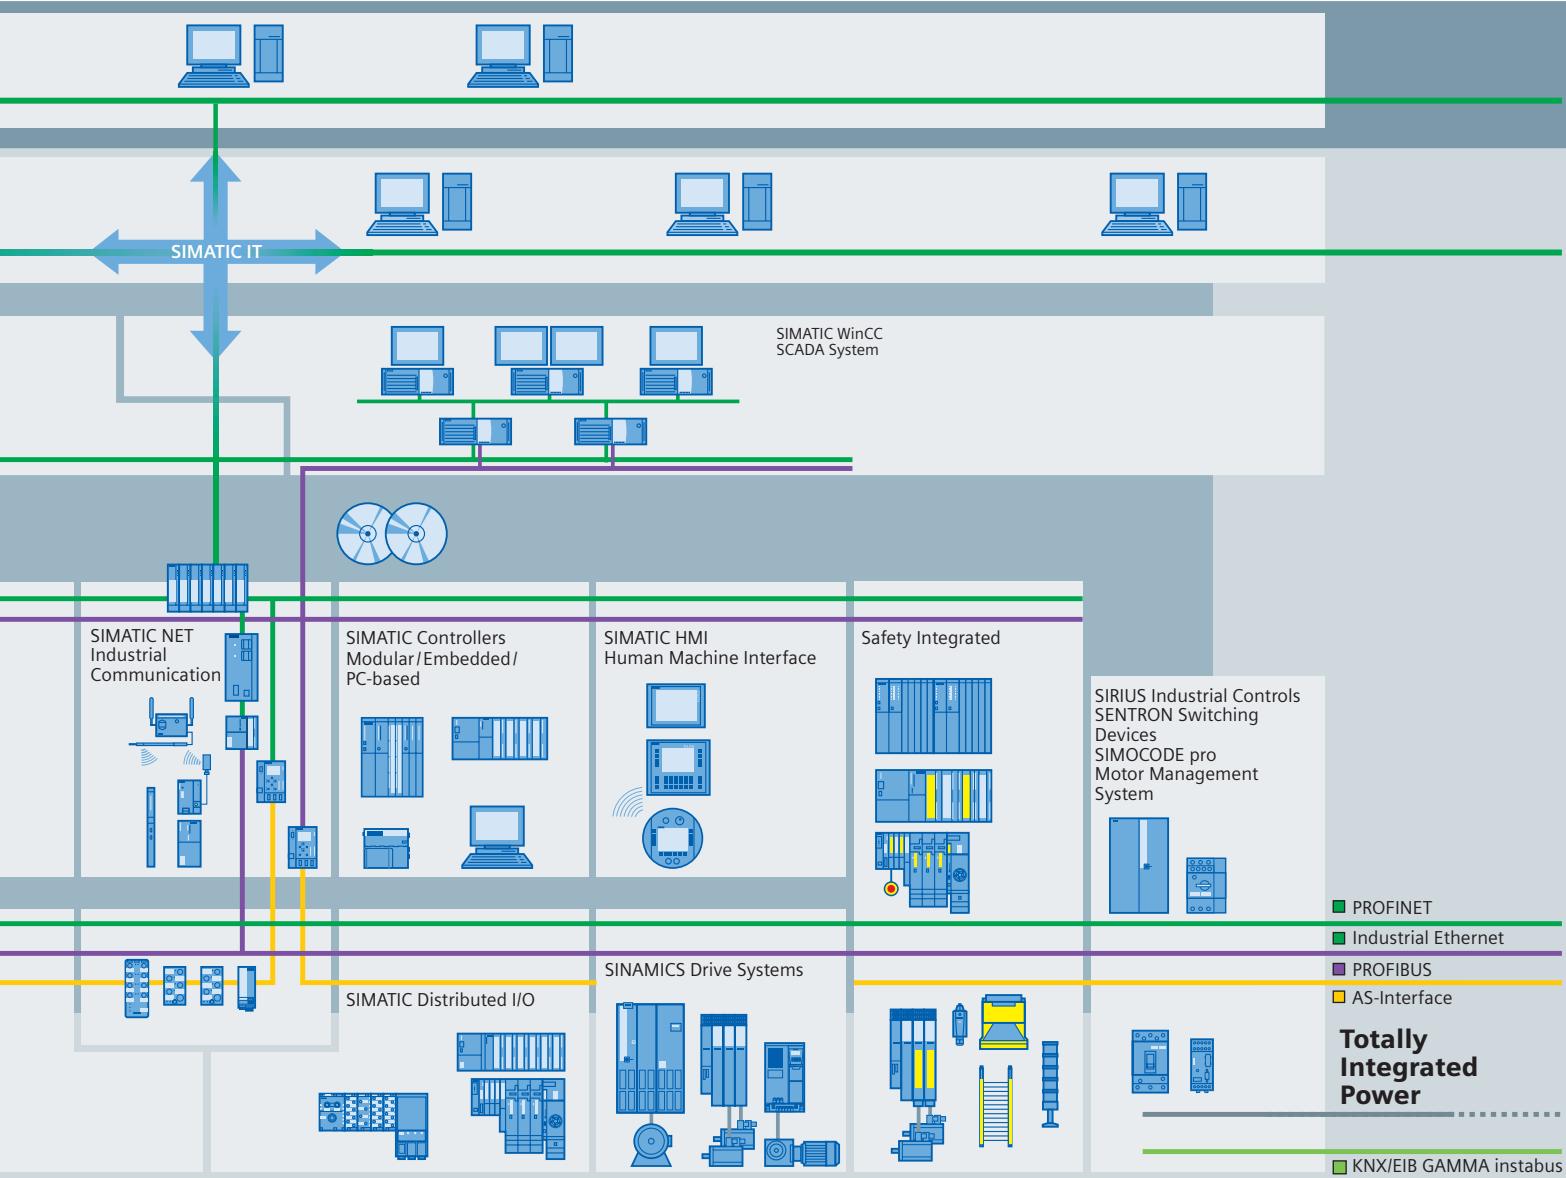 SIMATIC IT
SIMATIC WinCC
SCADA System
SIMATIC NET
Industrial
Communication
SIMATIC Controllers
Modular/Embedded/
PC-based
SIMATIC HMI
Human Machine Interface
Safety Integrated
SIRIUS Industrial Controls
SENTRON Switching
Devices
SIMOCODE pro
Motor Management
System
PROFINET
Industrial Ethernet
PROFIBUS
AS-Interface
SINAMICS Drive Systems
SIMATIC Distributed I/O
Totally
Integrated
Power
KNX/EIB GAMMA instabus